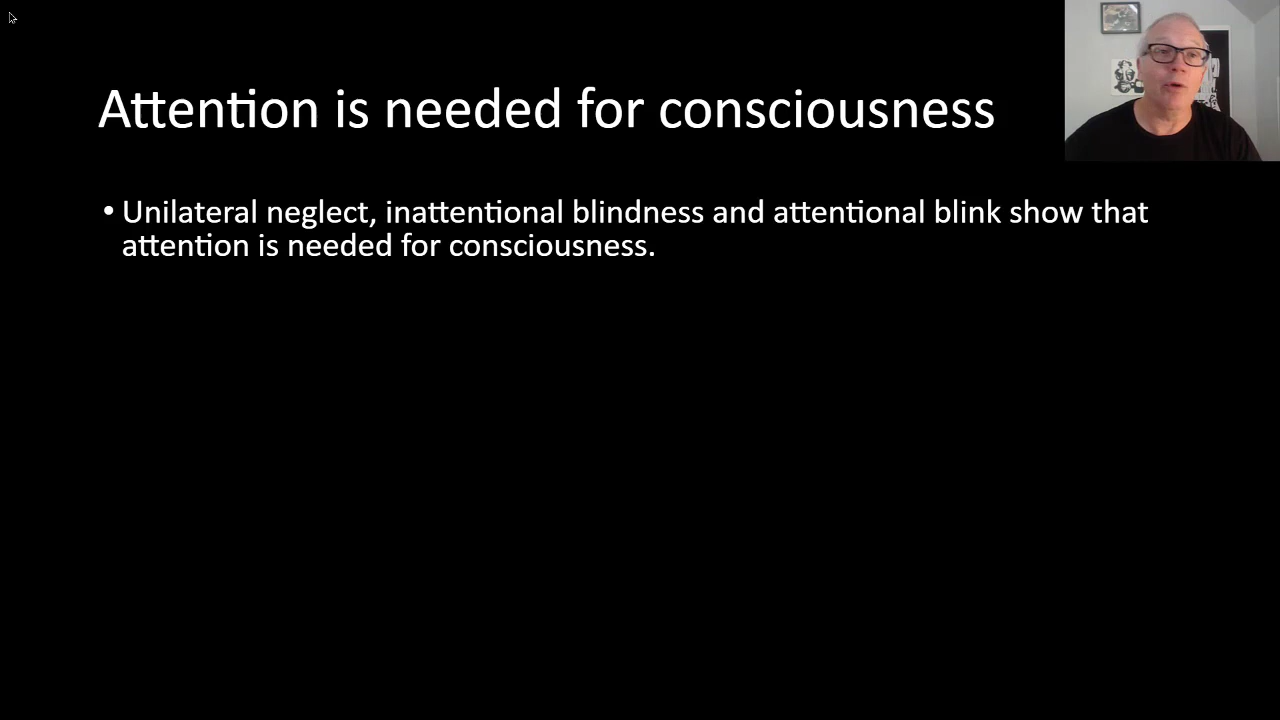 Attention is needed for consciousness
• Unilateral neglect, inattentional blindness and attentional blink show that
attention is needed for consciousness.